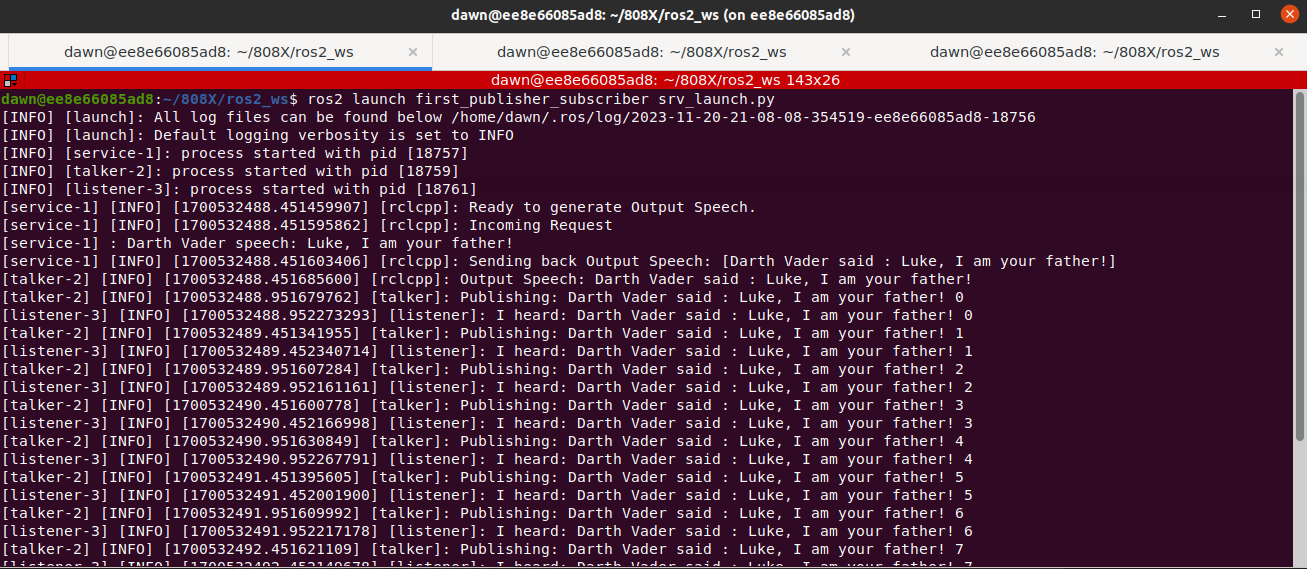 dawn@ee8e66085ad8: ~/808X/ros2_ws (on ee8e66085ad8)
dawn@ee8e66085ad8: ~/808X/ros2_ws × dawn@ee8e66085ad8: ~/808X/ros2_ws × dawn@ee8e66085ad8: ~/808X/ros2_ws ×
dawn@ee8e66085ad8: ~/808X/ros2_ws 143x26
dawn@ee8e66085ad8:~/808X/ros2_ws$ ros2 launch first_publisher_subscriber srv_launch.py
[INFO] [launch]: All log files can be found below /home/dawn/.ros/log/2023-11-20-21-08-08-354519-ee8e66085ad8-18756
[INFO] [launch]: Default logging verbosity is set to INFO
[INFO] [service-1]: process started with pid [18757]
[INFO] [talker-2]: process started with pid [18759]
[INFO] [listener-3]: process started with pid [18761]
[service-1] [INFO] [1700532488.451459907] [rclcpp]: Ready to generate Output Speech.
[service-1] [INFO] [1700532488.451595862] [rclcpp]: Incoming Request
[service-1] : Darth Vader speech: Luke, I am your father!
[service-1] [INFO] [1700532488.451603406] [rclcpp]: Sending back Output Speech: [Darth Vader said : Luke, I am your father!]
[talker-2] [INFO] [1700532488.451685600] [rclcpp]: Output Speech: Darth Vader said : Luke, I am your father!
[talker-2] [INFO] [1700532488.951679762] [talker]: Publishing: Darth Vader said : Luke, I am your father! 0
[listener-3] [INFO] [1700532488.952273293] [listener]: I heard: Darth Vader said : Luke, I am your father! 0
[talker-2] [INFO] [1700532489.451341955] [talker]: Publishing: Darth Vader said : Luke, I am your father! 1
[listener-3] [INFO] [1700532489.452340714] [listener]: I heard: Darth Vader said : Luke, I am your father! 1
[talker-2] [INFO] [1700532489.951607284] [talker]: Publishing: Darth Vader said : Luke, I am your father! 2
[listener-3] [INFO] [1700532489.952161161] [listener]: I heard: Darth Vader said : Luke, I am your father! 2
[talker-2] [INFO] [1700532490.451600778] [talker]: Publishing: Darth Vader said : Luke, I am your father! 3
[listener-3] [INFO] [1700532490.452166998] [listener]: I heard: Darth Vader said : Luke, I am your father! 3
[talker-2] [INFO] [1700532490.951630849] [talker]: Publishing: Darth Vader said : Luke, I am your father! 4
[listener-3] [INFO] [1700532490.952267791] [listener]: I heard: Darth Vader said : Luke, I am your father! 4
[talker-2] [INFO] [1700532491.451395605] [talker]: Publishing: Darth Vader said : Luke, I am your father! 5
[listener-3] [INFO] [1700532491.452001900] [listener]: I heard: Darth Vader said : Luke, I am your father! 5
[talker-2] [INFO] [1700532491.951609992] [talker]: Publishing: Darth Vader said : Luke, I am your father! 6
[listener-3] [INFO] [1700532491.952217178] [listener]: I heard: Darth Vader said : Luke, I am your father! 6
[talker-2] [INFO] [1700532492.451621109] [talker]: Publishing: Darth Vader said : Luke, I am your father! 7
[listener-3] [INFO] [listener]: I heard: Darth Vader said : Luke, I am your father! 7